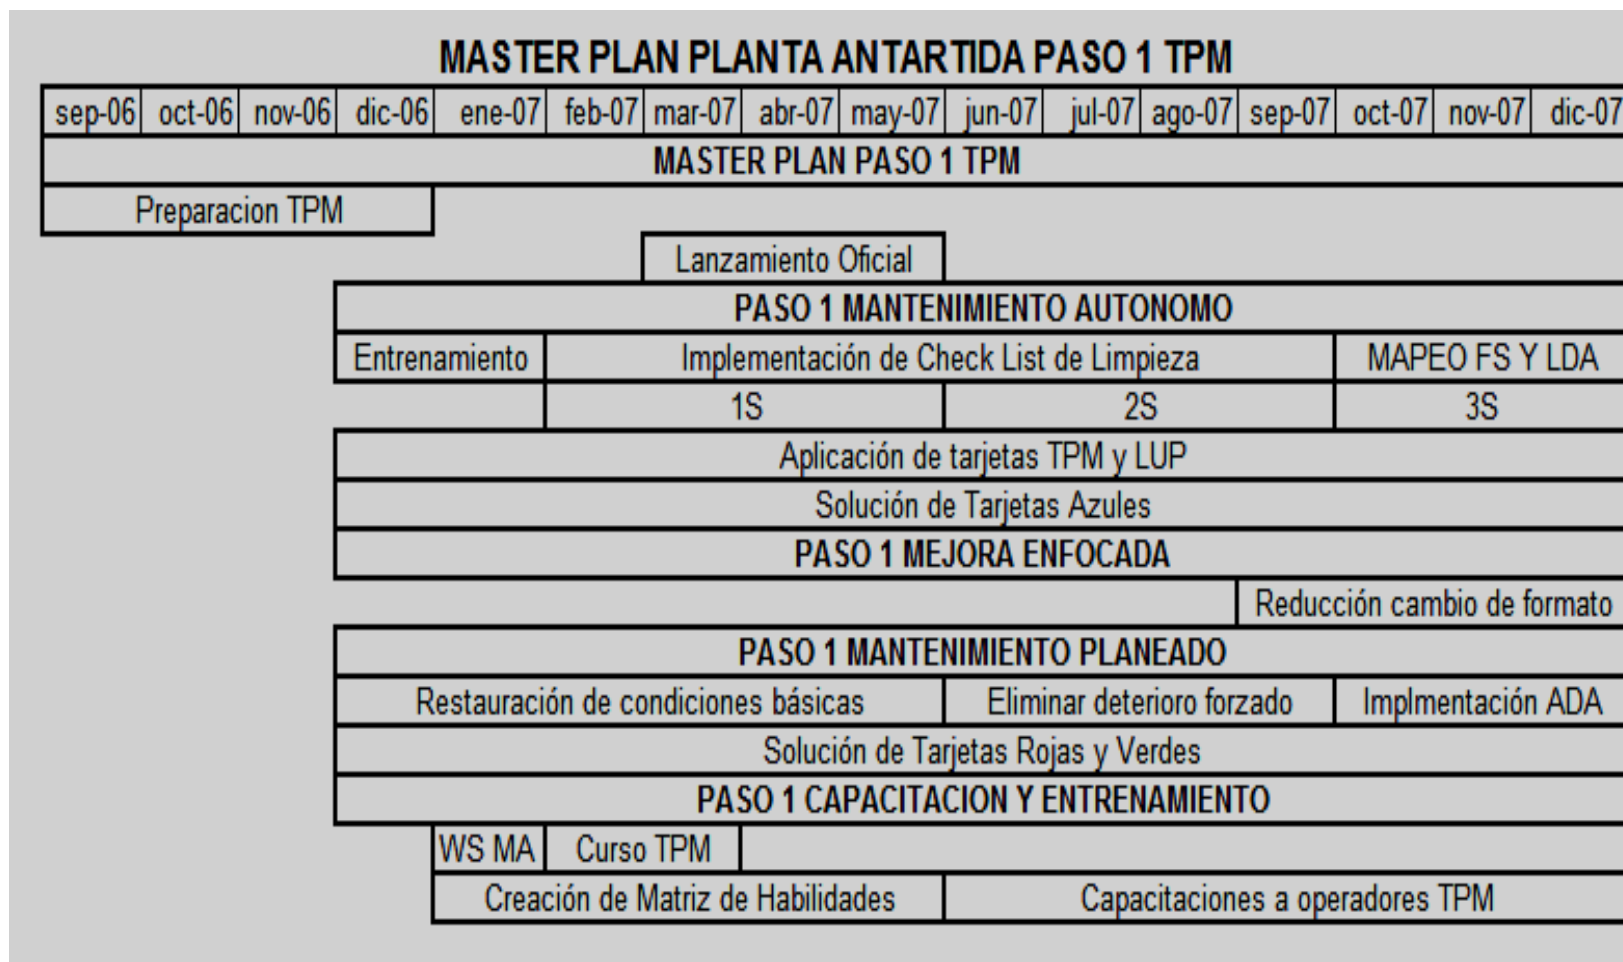 MASTER PLAN PLANTA ANTARTIDA PASO 1 TPM
sep-06 oct-06 nov-06 dic-06 ene-07 feb-07 mar-07 abr-07 may-07 jun-07 jul-07 ago-07 sep-07 oct-07 nov-07 dic-07
MASTER PLAN PASO 1 TPM
Preparacion TPM
Lanzamiento Oficial
PASO 1 MANTENIMIENTO AUTONOMO
Entrenamiento Implementación de Check List de Limpieza MAPEO FS Y LDA
1S 2S 3S
Aplicación de tarjetas TPM y LUP
Solución de Tarjetas Azules
PASO 1 MEJORA ENFOCADA
Reducción cambio de formato
PASO 1 MANTENIMIENTO PLANEADO
Restauración de condiciones básicas Eliminar deterioro forzado Implmentación ADA
Solución de Tarjetas Rojas y Verdes
PASO 1 CAPACITACION Y ENTRENAMIENTO
WS MA Curso TPM
Creación de Matriz de Habilidades Capacitaciones a operadores TPM